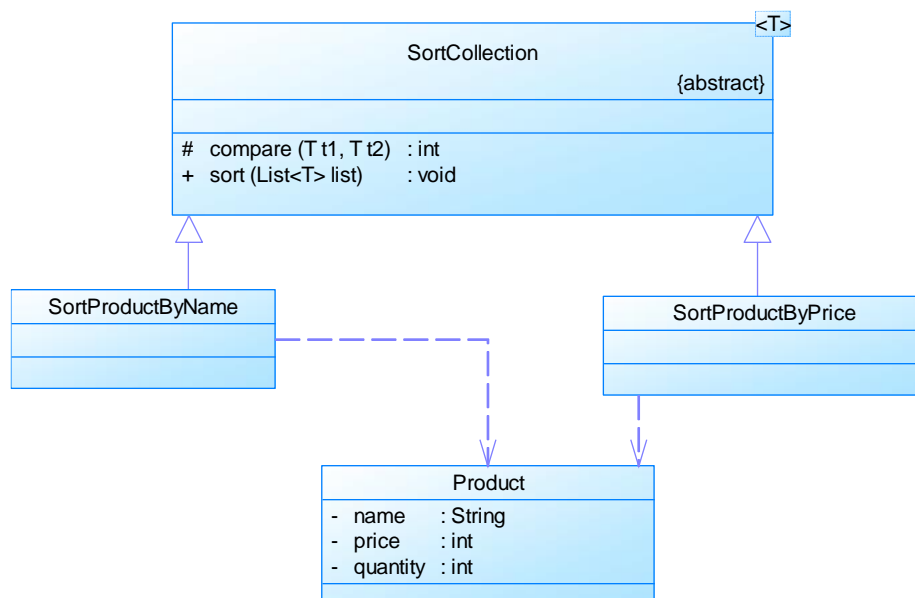 <T>
SortCollection
{abstract}
# compare (T t1, T t2) : int
+ sort (List<T> list) : void
SortProductByName
SortProductByPrice
Product
- name : String
- price : int
- quantity : int